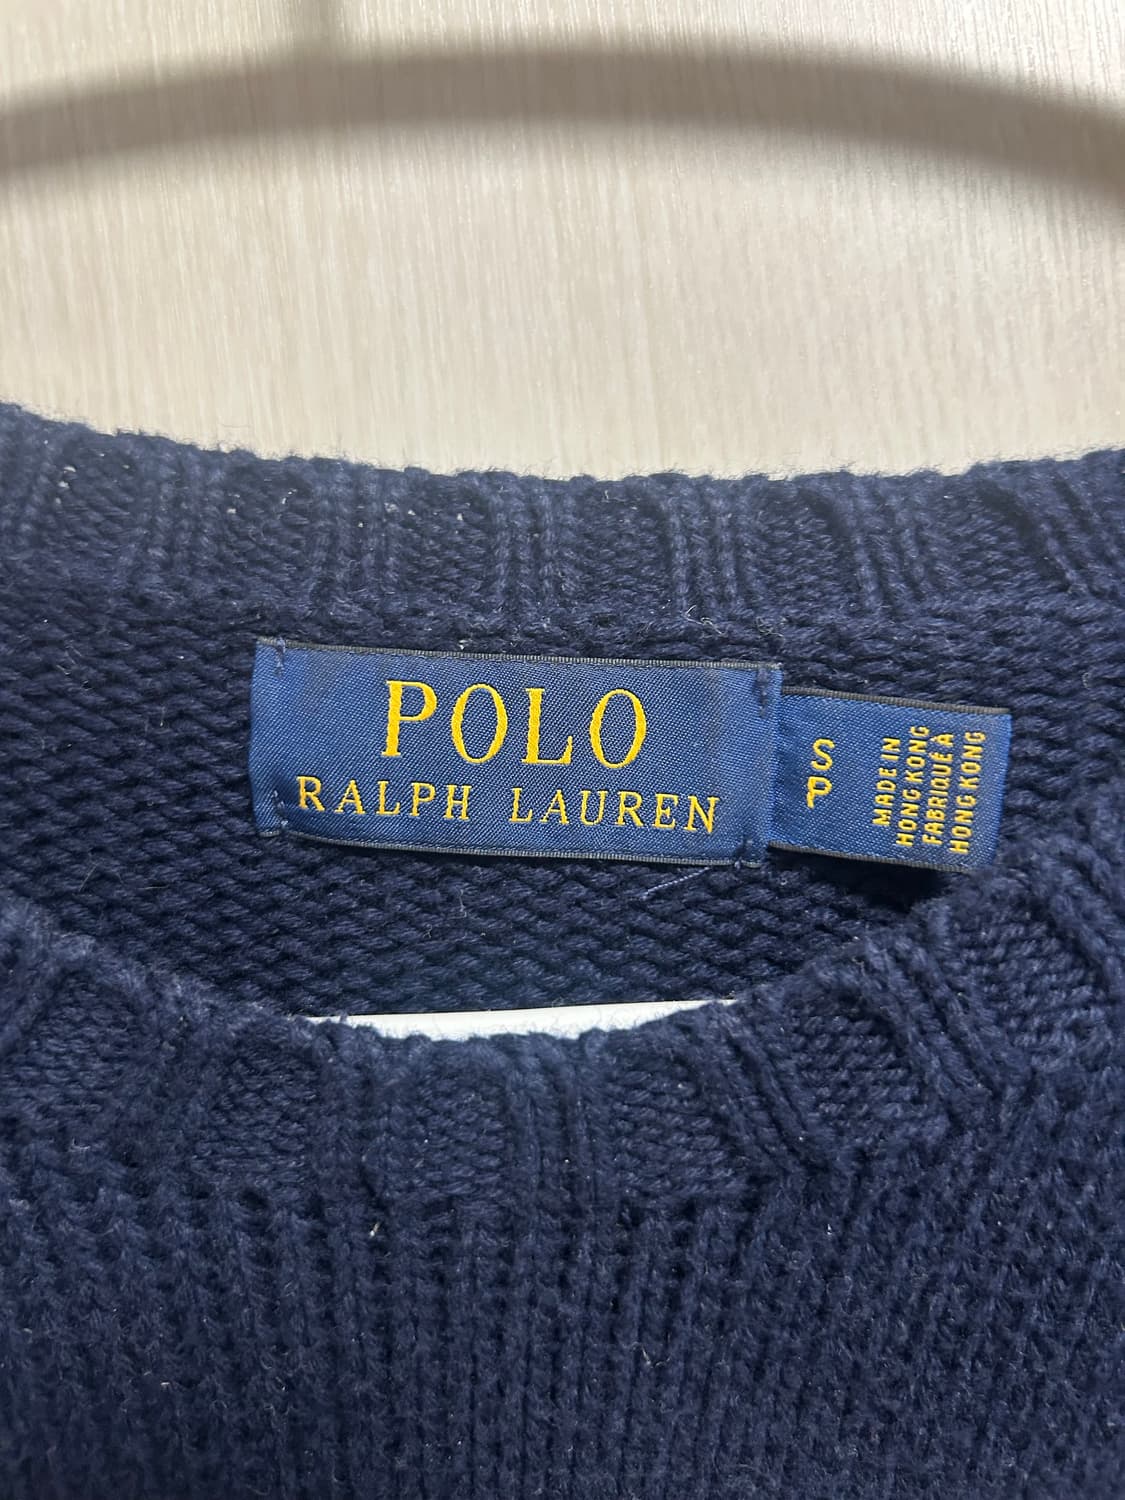 POLO
RALPH LAUREN
S
P
MADE IN
HONG KONG
FABRIQUÉ À
HONG KONG